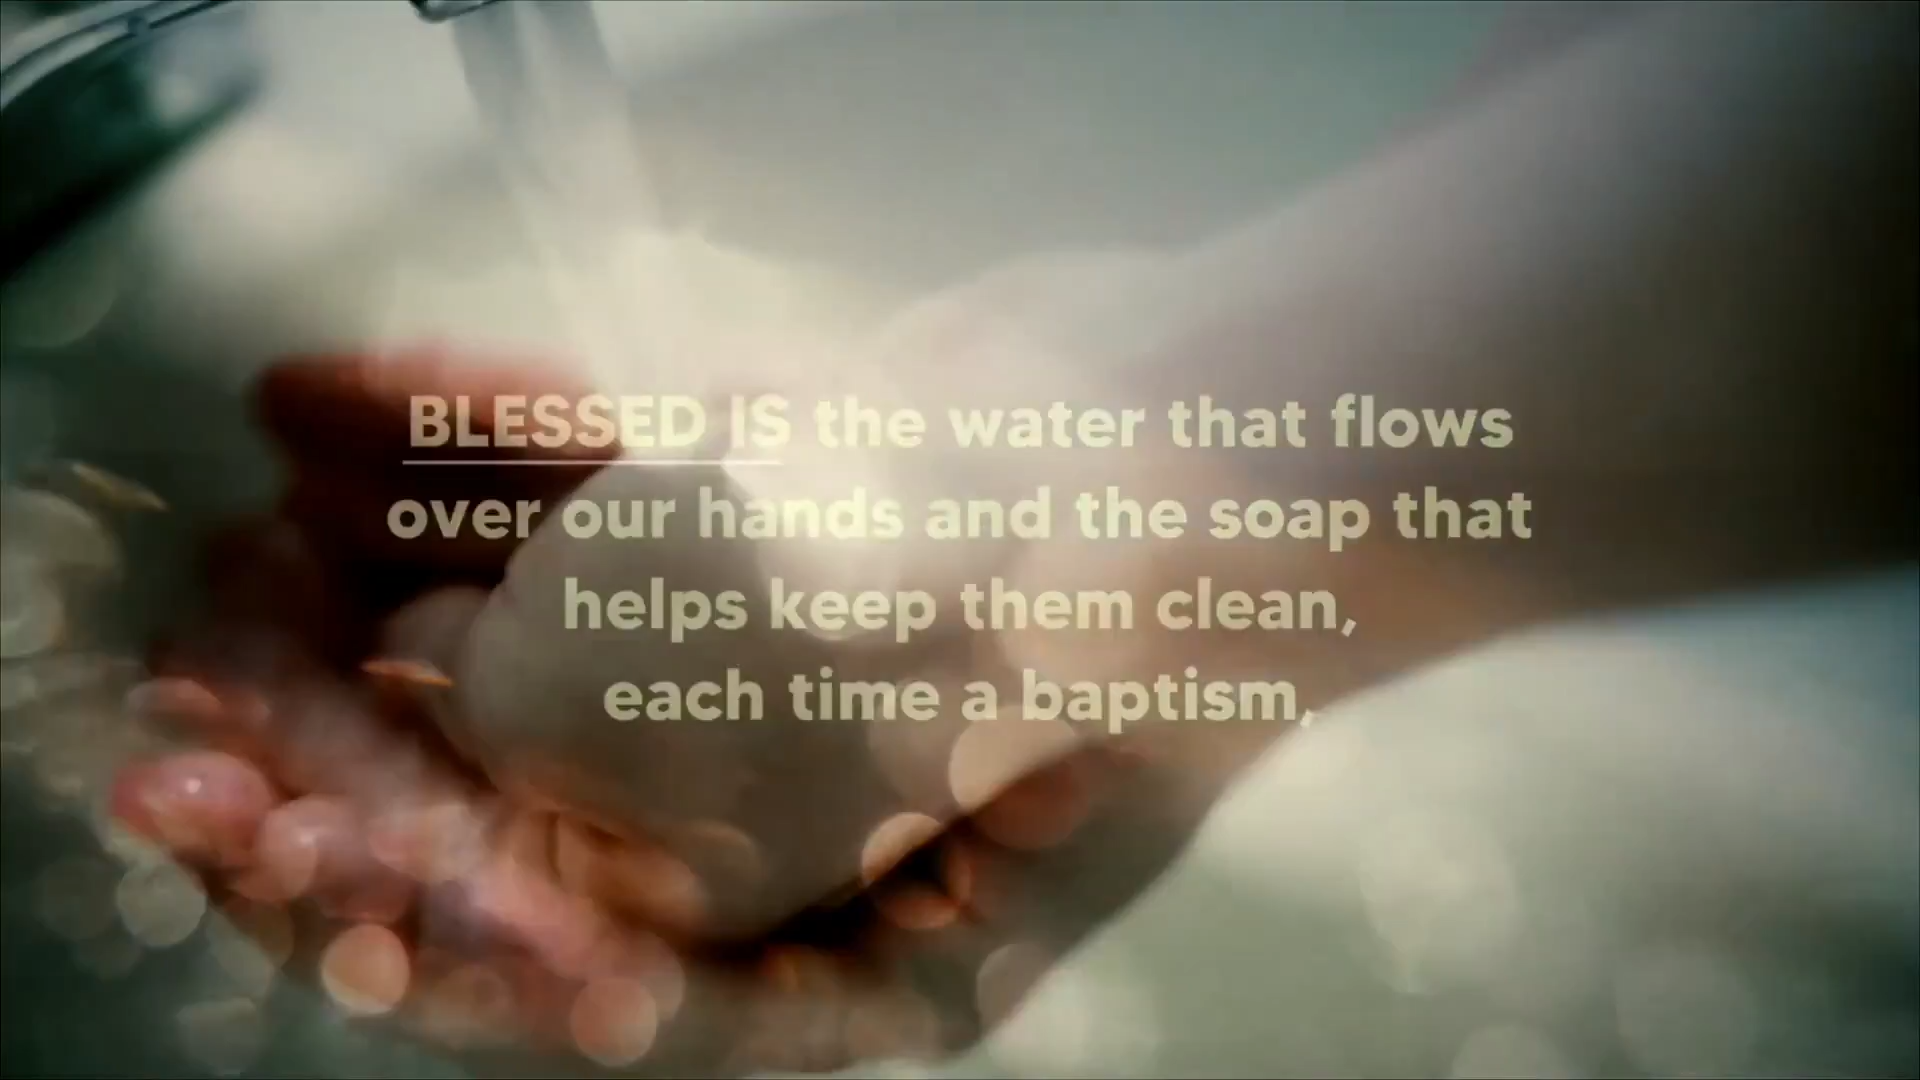 BLESSED IS the water that flows
over our hands and the soap that
helps keep them clean,
each time a baptism,